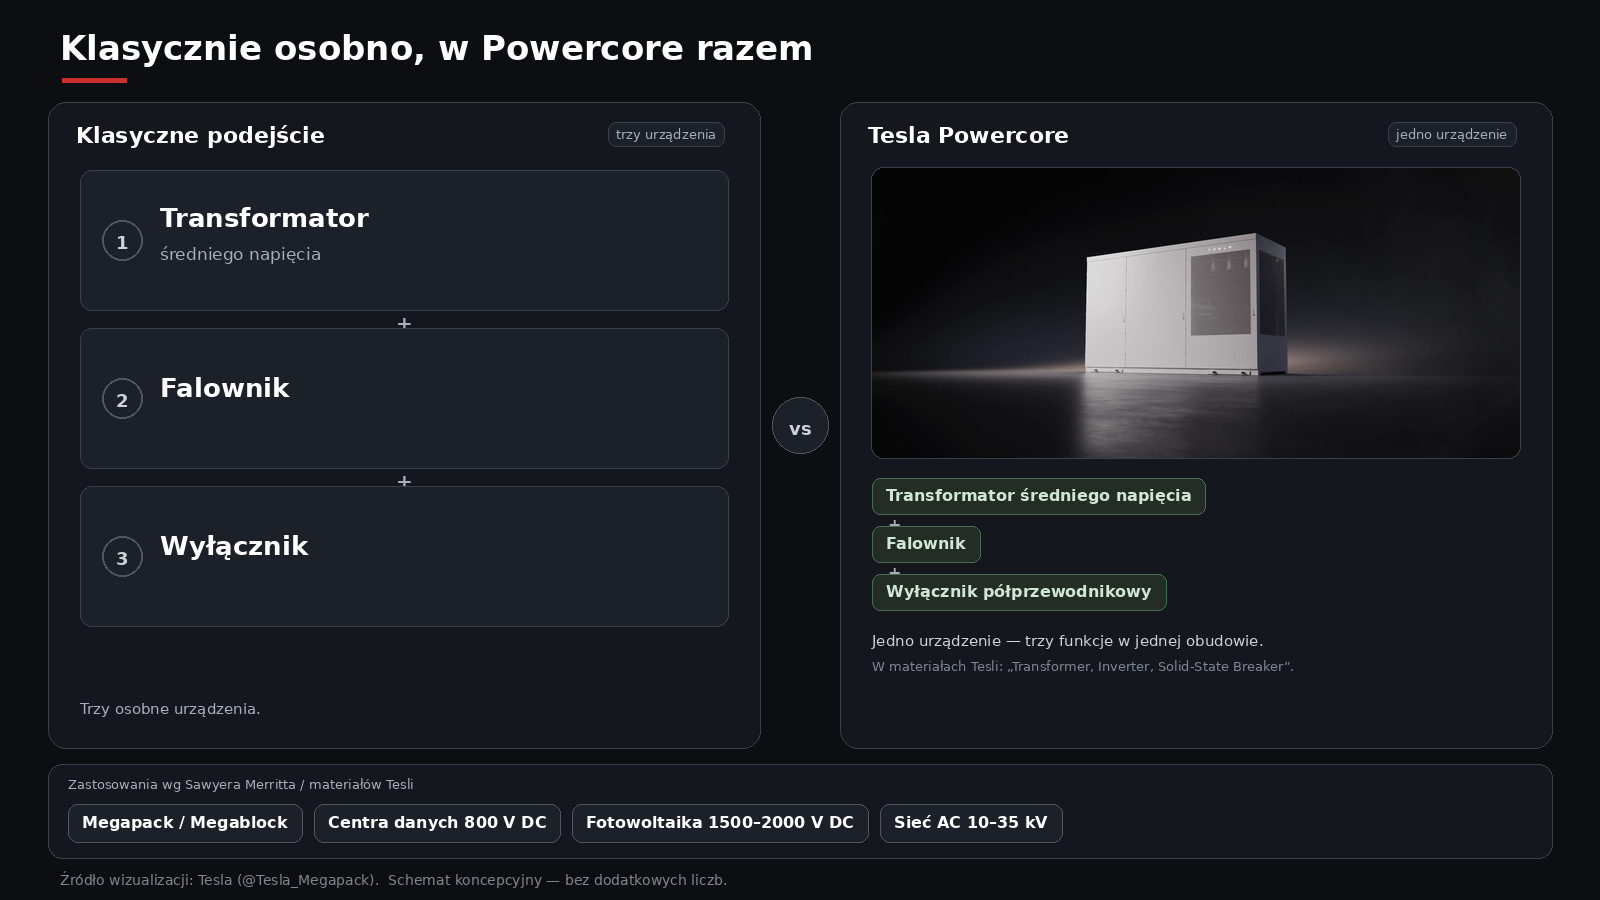 Klasycznie osobno, w Powercore razem
Klasyczne podejście
trzy urządzenia
1
Transformator
średniego napięcia
+
2
Falownik
+
3
Wyłącznik
Trzy osobne urządzenia.
vs
Tesla Powercore
jedno urządzenie
TESLA
Transformator średniego napięcia
+
Falownik
+
Wyłącznik półprzewodnikowy
Jedno urządzenie — trzy funkcje w jednej obudowie.
W materiałach Tesli: „Transformer, Inverter, Solid-State Breaker”.
Zastosowania wg Sawyera Merritta / materiałów Tesli
Megapack / Megablock
Centra danych 800 V DC
Fotowoltaika 1500–2000 V DC
Sieć AC 10–35 kV
Źródło wizualizacji: Tesla (@Tesla_Megapack).  Schemat koncepcyjny — bez dodatkowych liczb.